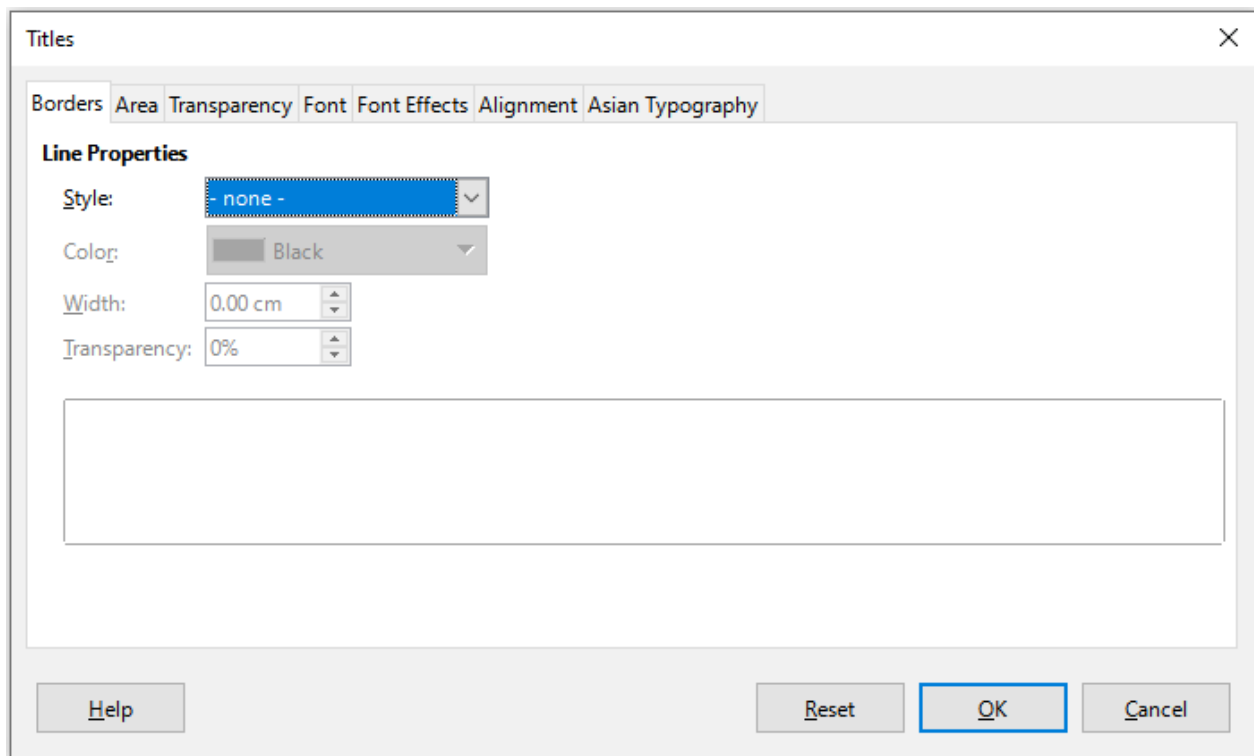 Titles
Borders Area Transparency Font Font Effects Alignment Asian Typography
Line Properties
Style: - none -
Color: Black
Width: 0.00 cm
Transparency: 0%
Help Reset OK Cancel